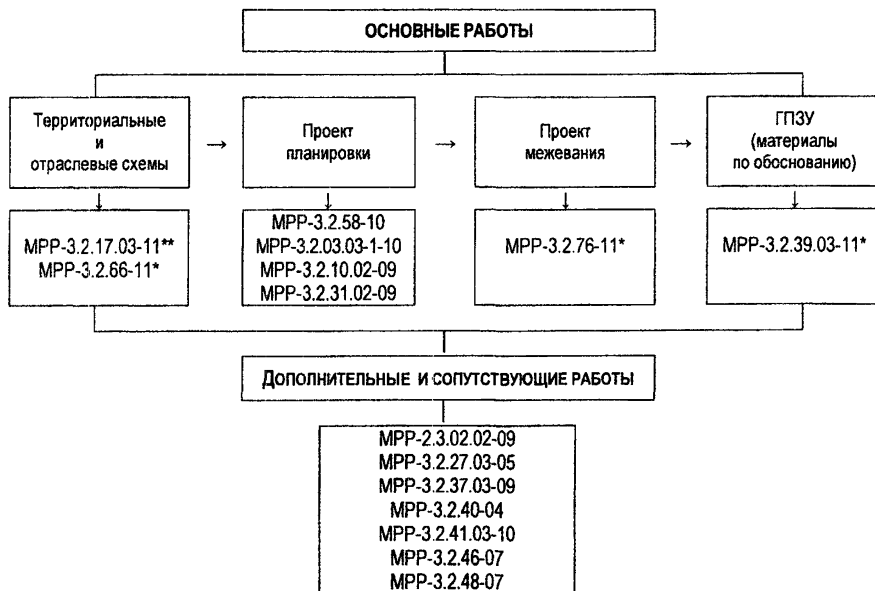 ОСНОВНЫЕ РАБОТЫ
Территориальные
и
отраслевые схемы
→
Проект
планировки
→
Проект
межевания
→
ГПЗУ
(материалы
по обоснованию)
МРР-3.2.17.03-11**
МРР-3.2.66-11*
МРР-3.2.58-10
МРР-3.2.03.03-1-10
МРР-3.2.10.02-09
МРР-3.2.31.02-09
МРР-3.2.76-11*
МРР-3.2.39.03-11*
ДОПОЛНИТЕЛЬНЫЕ И СОПУТСТВУЮЩИЕ РАБОТЫ
МРР-2.3.02.02-09
МРР-3.2.27.03-05
МРР-3.2.37.03-09
МРР-3.2.40-04
МРР-3.2.41.03-10
МРР-3.2.46-07
МРР-3.2.48-07